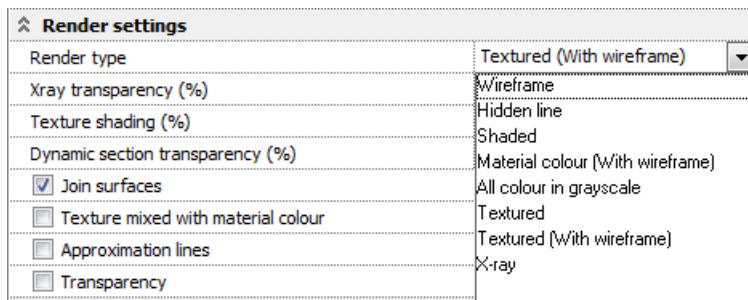 Render settings
Render type Textured (With wireframe)
Xray transparency (%) Wireframe
Hidden line
Texture shading (%) Shaded
Dynamic section transparency (%) Material colour (With wireframe)
Join surfaces All colour in grayscale
Texture mixed with material colour Textured
Approximation lines Textured (With wireframe)
Transparency X-ray